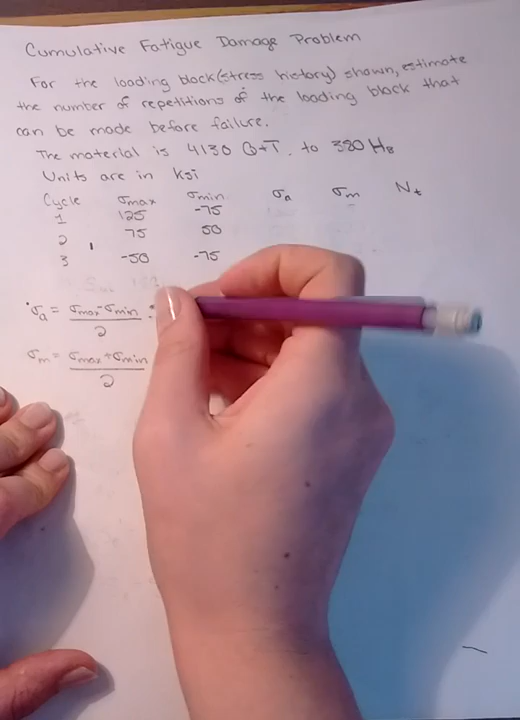 Cumulative Fatigue Damage Problem
For the loading block(stress history) shown, estimate
the number of repetitions of the loading block that
can be made before failure.
The material is 4130 Q+T. to 380 HB
Units are in Ksi
Cycle σmax σmin σa σm Nf
1 125 -75
2 75 50
3 -50 -75
σa = σmax-σmin / 2
σm = σmax+σmin / 2